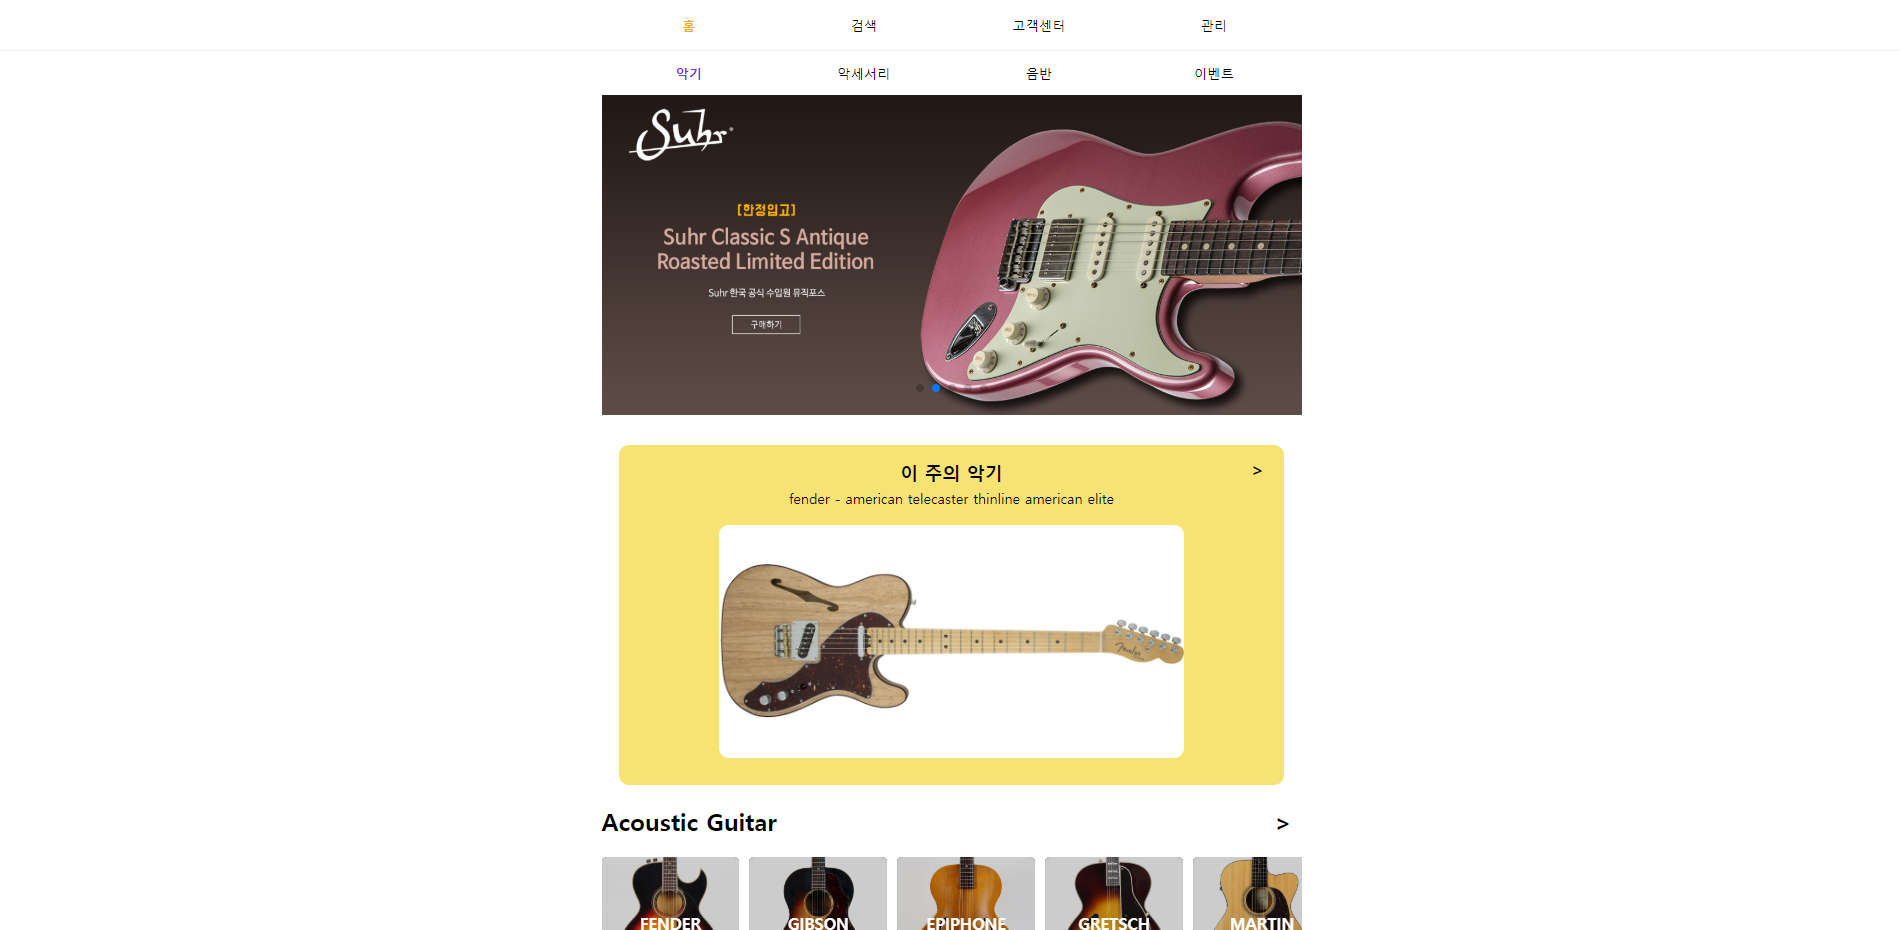 홈 검색 고객센터 관리
악기 악세서리 음반 이벤트
Suhr
[한정입고]
Suhr Classic S Antique
Roasted Limited Edition
Suhr 한국 공식 수입원 뮤직포스
구매하기
이 주의 악기 >
fender - american telecaster thinline american elite
Fender
Acoustic Guitar >
FENDER GIBSON EPIPHONE GRETSCH MARTIN